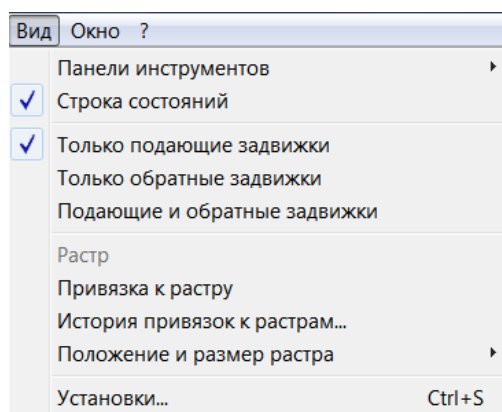 Вид Окно ?
Панели инструментов
Строка состояний
Только подающие задвижки
Только обратные задвижки
Подающие и обратные задвижки
Растр
Привязка к растру
История привязок к растрам...
Положение и размер растра
Установки... Ctrl+S